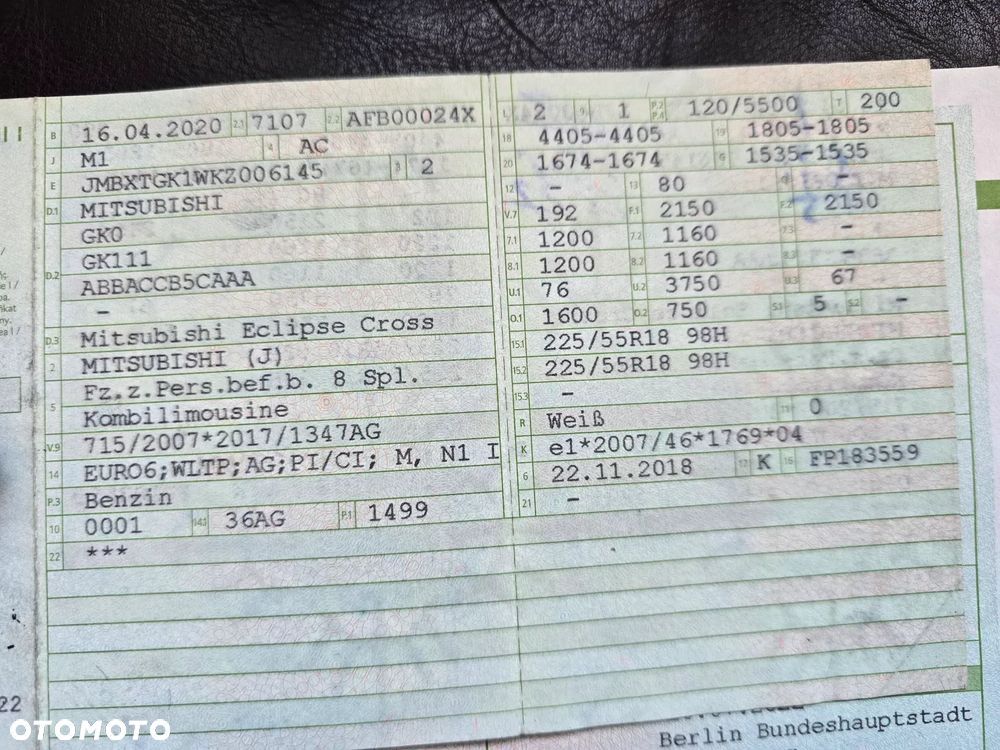 B 16.04.2020 2.1 7107 2.2 AFB00024X
J M1 4 AC
E JMBXTGK1WKZ006145 3 2
D.1 MITSUBISHI
GK0
D.2 GK111
ABBACCB5CAAA
-
D.3 Mitsubishi Eclipse Cross
2 MITSUBISHI (J)
5 Fz.z.Pers.bef.b. 8 Spl.
Kombilimousine
V.9 715/2007*2017/1347AG
14 EURO6;WLTP;AG;PI/CI; M, N1 I
P.3 Benzin
10 0001 14.1 36AG P.1 1499
22 ***
L 2 9 1 P.2 P.4 120/5500 T 200
18 4405-4405 19 1805-1805
20 1674-1674 G 1535-1535
12 - 13 80 Q -
V.7 192 F.1 2150 F.2 2150
7.1 1200 7.2 1160 7.3 -
8.1 1200 8.2 1160 8.3 -
U.1 76 U.2 3750 U.3 67
O.1 1600 O.2 750 S.1 5 S.2 -
15.1 225/55R18 98H
15.2 225/55R18 98H
15.3 -
R Weiß 11 0
K e1*2007/46*1769*04
6 22.11.2018 17 K 16 FP183559
21 -
Berlin Bundeshauptstadt
22
OTOMOTO